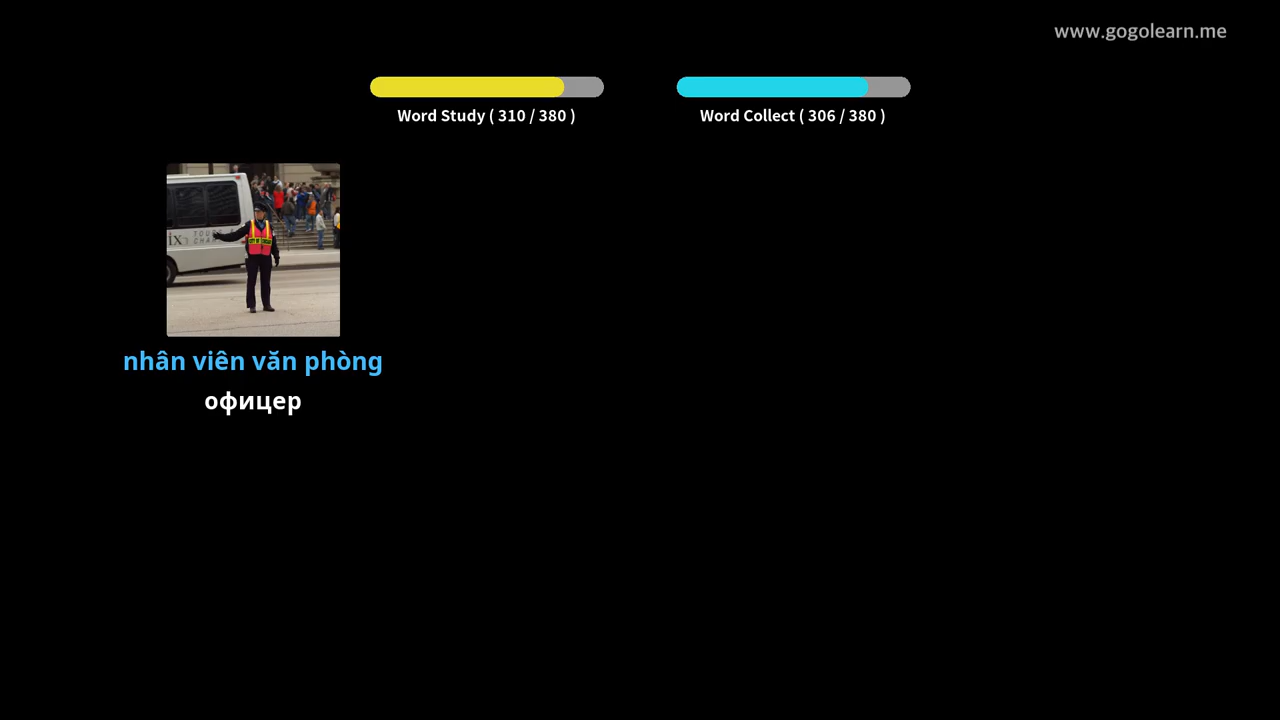 www.gogolearn.me
Word Study ( 310 / 380 )
Word Collect ( 306 / 380 )
nhân viên văn phòng
офицер